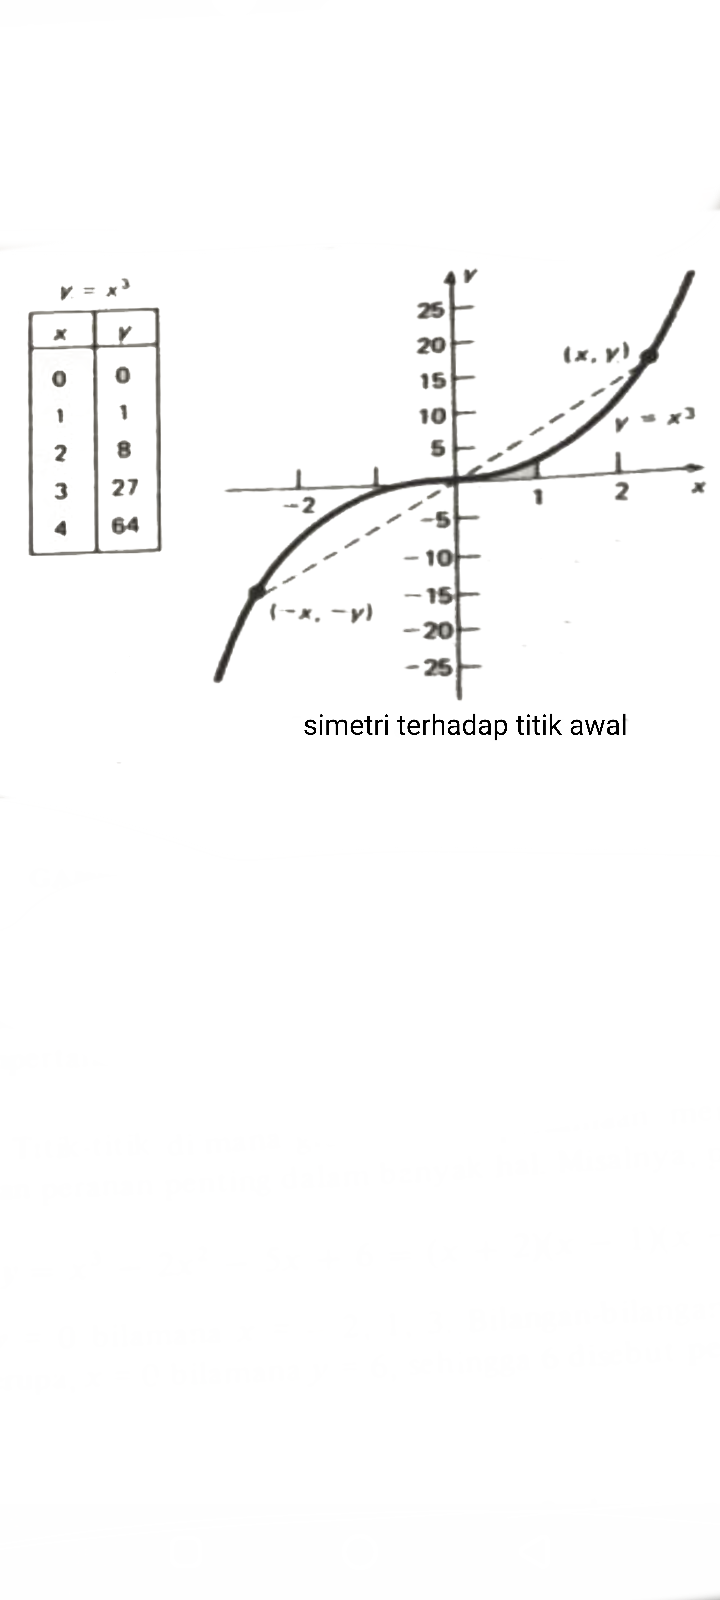 y = x³
x y
0 0
1 1
2 8
3 27
4 64
y
25
20
15
10
5
(x, y)
y = x³
-2
1
2
x
-5
-10
-15
-20
-25
(-x, -y)
simetri terhadap titik awal